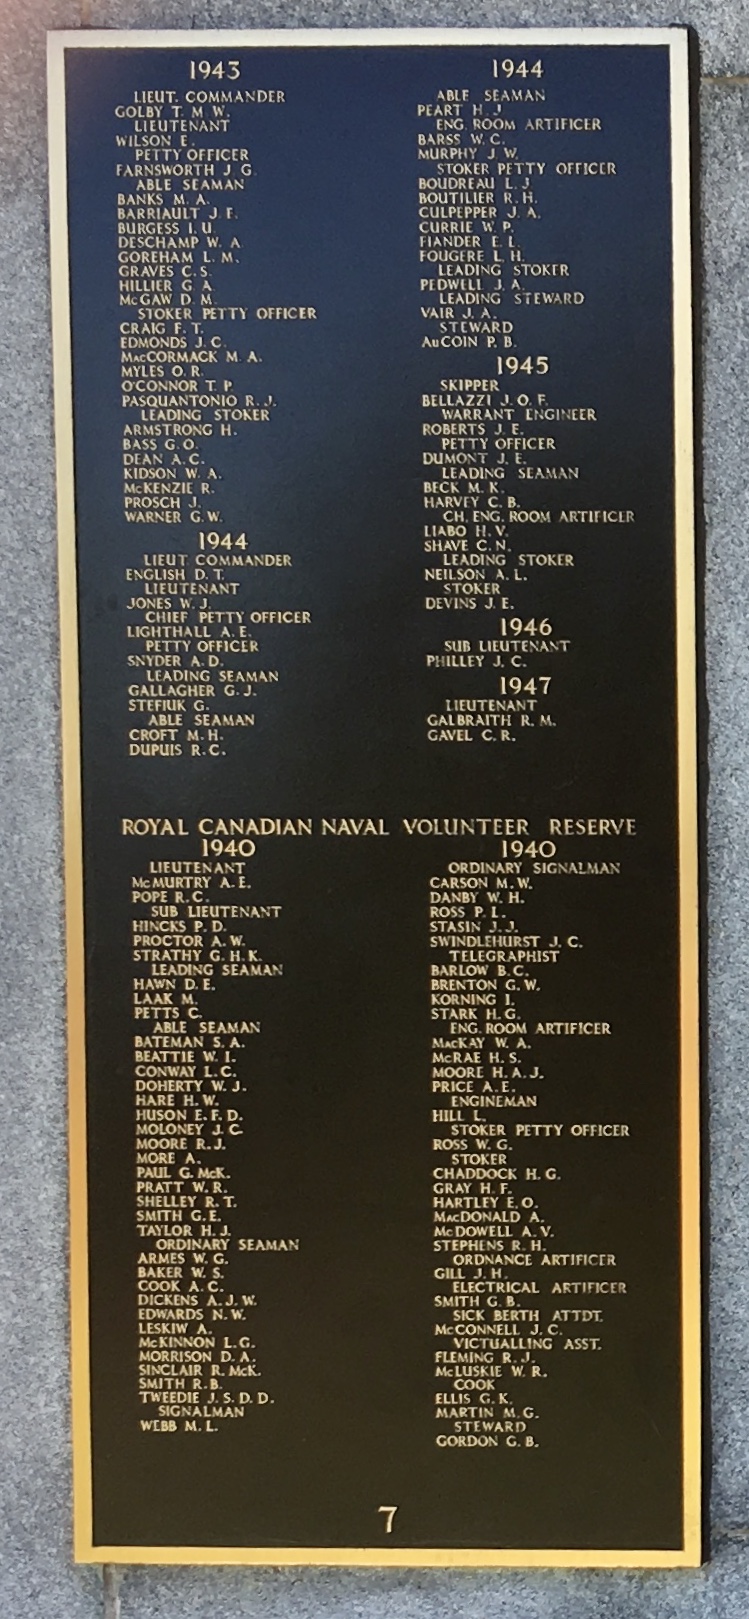 1943
LIEUT. COMMANDER
GOLBY T. M. W.
LIEUTENANT
WILSON E.
PETTY OFFICER
FARNSWORTH J. G.
ABLE SEAMAN
BANKS M. A.
BARRIAULT J. E.
BURGESS I. U.
DESCHAMP W. A.
GOREHAM L. M.
GRAVES C. S.
HILLIER G. A.
McGAW D. M.
STOKER PETTY OFFICER
CRAIG F. T.
EDMONDS J. C.
MacCORMACK M. A.
MYLES O. R.
O'CONNOR T. P.
PASQUANTONIO R. J.
LEADING STOKER
ARMSTRONG H.
BASS G. O.
DEAN A. C.
KIDSON W. A.
McKENZIE R.
PROSCH J.
WARNER G. W.
1944
LIEUT. COMMANDER
ENGLISH D. T.
LIEUTENANT
JONES W. J.
CHIEF PETTY OFFICER
LIGHTHALL A. E.
PETTY OFFICER
SNYDER A. D.
LEADING SEAMAN
GALLAGHER G. J.
STEFIUK G.
ABLE SEAMAN
CROFT M. H.
DUPUIS R. C.
1944
ABLE SEAMAN
PEART H. J.
ENG. ROOM ARTIFICER
BARSS W. C.
MURPHY J. W.
STOKER PETTY OFFICER
BOUDREAU L. J.
BOUTILIER R. H.
CULPEPPER J. A.
CURRIE W. P.
FIANDER E. L.
FOUGERE L. H.
LEADING STOKER
PEDWELL J. A.
LEADING STEWARD
VAIR J. A.
STEWARD
AuCOIN P. B.
1945
SKIPPER
BELLAZZI J. O. F.
WARRANT ENGINEER
ROBERTS J. E.
PETTY OFFICER
DUMONT J. E.
LEADING SEAMAN
BECK M. K.
HARVEY C. B.
CH. ENG. ROOM ARTIFICER
LIABO H. V.
SHAVE C. N.
LEADING STOKER
NEILSON A. L.
STOKER
DEVINS J. E.
1946
SUB LIEUTENANT
PHILLEY J. C.
1947
LIEUTENANT
GALBRAITH R. M.
GAVEL C. R.
ROYAL CANADIAN NAVAL VOLUNTEER RESERVE
1940
LIEUTENANT
McMURTRY A. E.
POPE R. C.
SUB LIEUTENANT
HINCKS P. D.
PROCTOR A. W.
STRATHY G. H. K.
LEADING SEAMAN
HAWN D. E.
LAAK M.
PETTS C.
ABLE SEAMAN
BATEMAN S. A.
BEATTIE W. I.
CONWAY L. C.
DOHERTY W. J.
HARE H. W.
HUSON E. F. D.
MOLONEY J. C.
MOORE R. J.
MORE A.
PAUL G. McK.
PRATT W. R.
SHELLEY R. T.
SMITH G. E.
TAYLOR H. J.
ORDINARY SEAMAN
ARMES W. G.
BAKER W. S.
COOK A. C.
DICKENS A. J. W.
EDWARDS N. W.
LESKIW A.
McKINNON L. G.
MORRISON D. A.
SINCLAIR R. McK.
SMITH R. B.
TWEEDIE J. S. D. D.
SIGNALMAN
WEBB M. L.
1940
ORDINARY SIGNALMAN
CARSON M. W.
DANBY W. H.
ROSS P. L.
STASIN J. J.
SWINDLEHURST J. C.
TELEGRAPHIST
BARLOW B. C.
BRENTON G. W.
KORNING I.
STARK H. G.
ENG. ROOM ARTIFICER
MacKAY W. A.
McRAE H. S.
MOORE H. A. J.
PRICE A. E.
ENGINEMAN
HILL L.
STOKER PETTY OFFICER
ROSS W. G.
STOKER
CHADDOCK H. G.
GRAY H. F.
HARTLEY E. O.
MacDONALD A.
McDOWELL A. V.
STEPHENS R. H.
ORDNANCE ARTIFICER
GILL J. H.
ELECTRICAL ARTIFICER
SMITH G. B.
SICK BERTH ATTDT.
McCONNELL J. C.
VICTUALLING ASST.
FLEMING R. J.
McLUSKIE W. R.
COOK
ELLIS G. K.
MARTIN M. G.
STEWARD
GORDON G. B.
7